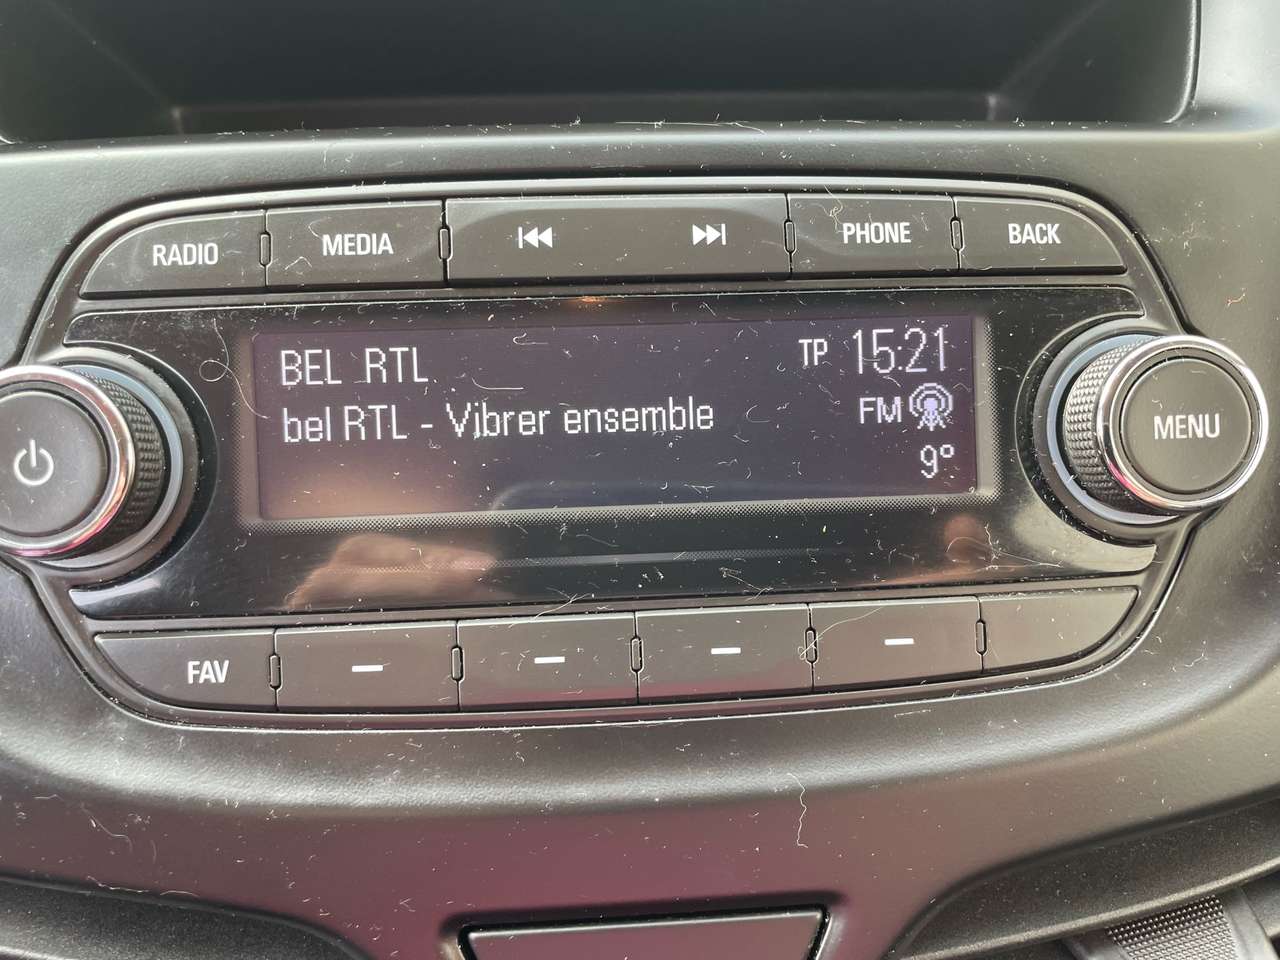 RADIO MEDIA PHONE BACK
BEL RTL TP 15:21
bel RTL - Vibrer ensemble FM
9°
MENU
FAV